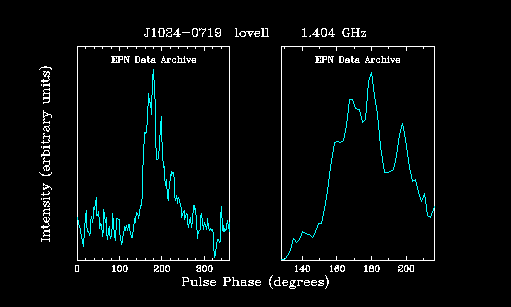 J1024-0719 lovell 1.404 GHz
EPN Data Archive
EPN Data Archive
Intensity (arbitrary units)
0 100 200 300
140 160 180 200
Pulse Phase (degrees)